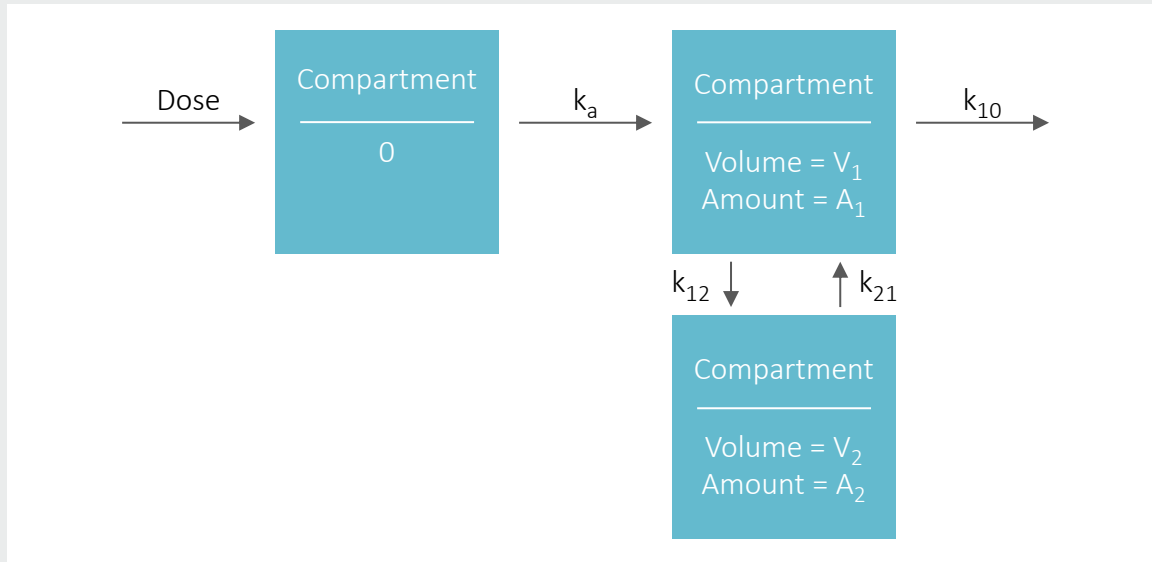 Dose
Compartment
0
kₐ
Compartment
Volume = V₁
Amount = A₁
k₁₀
k₁₂
k₂₁
Compartment
Volume = V₂
Amount = A₂